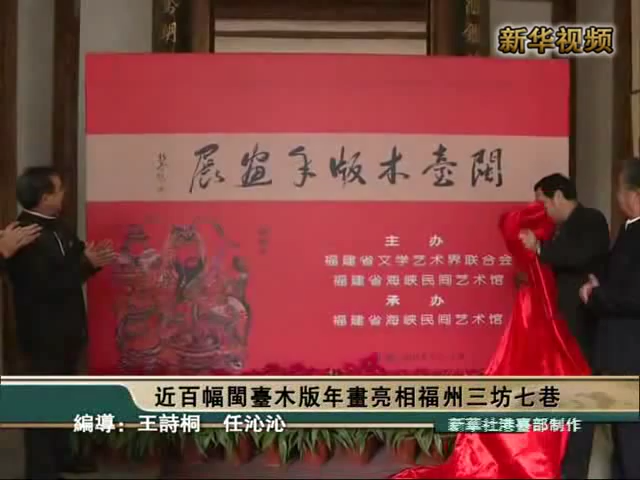 新华视频
閩臺木版年畫展
主办
福建省文学艺术界联合会
福建省海峡民间艺术馆
承办
福建省海峡民间艺术馆
近百幅閩臺木版年畫亮相福州三坊七巷
編導：王詩桐 任沁沁
新華社港臺部制作